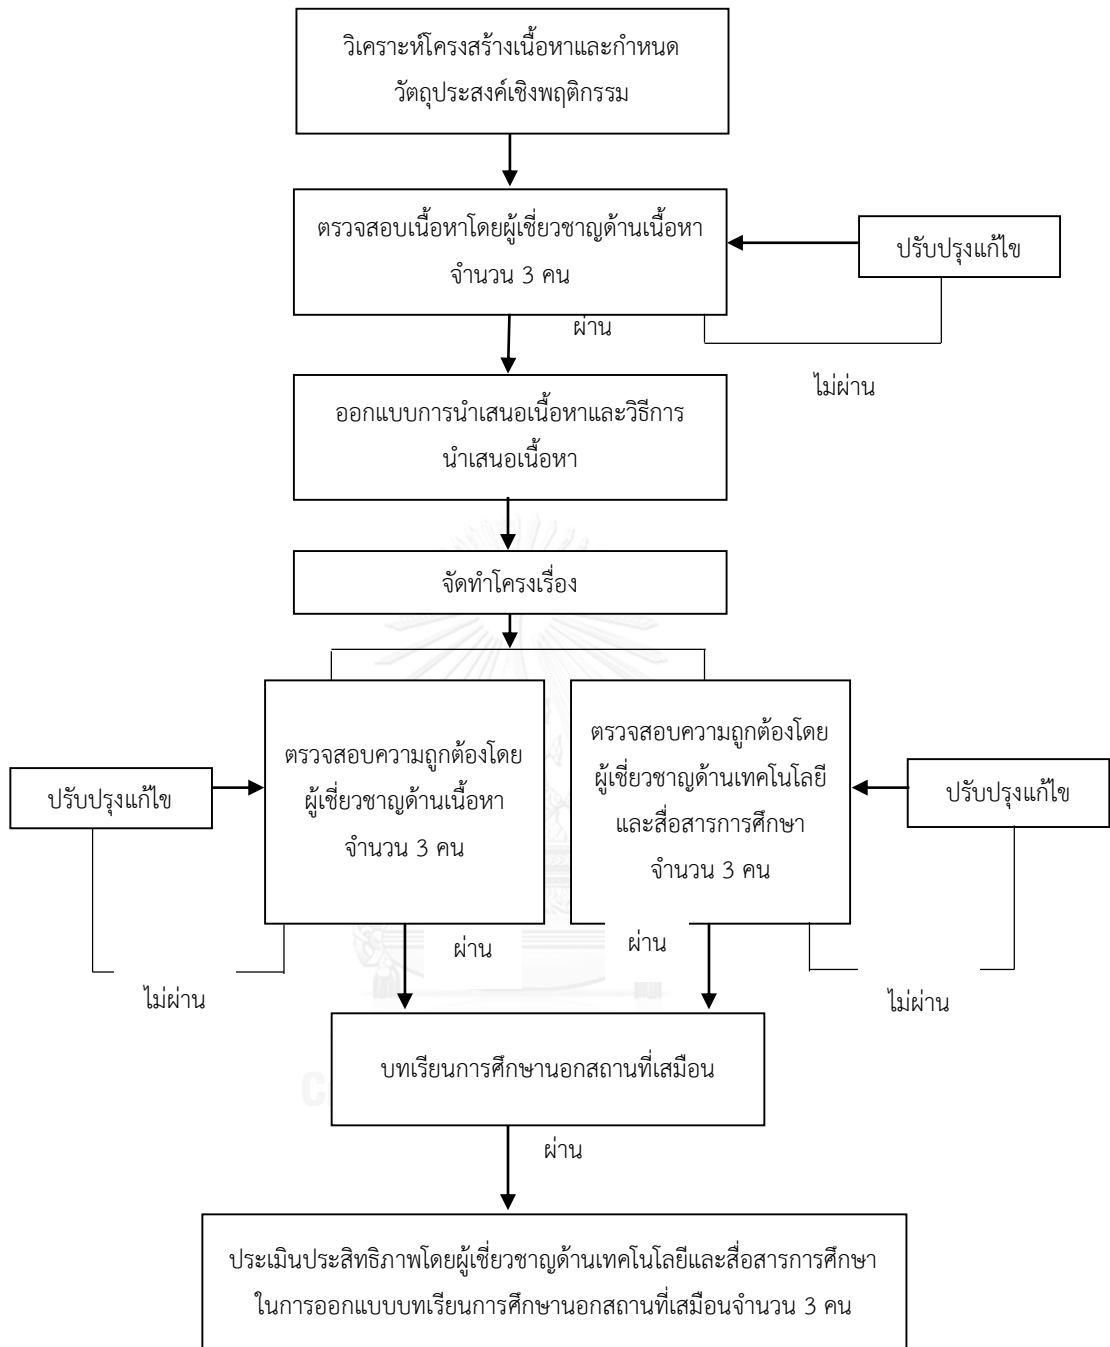 วิเคราะห์โครงสร้างเนื้อหาและกำหนด
วัตถุประสงค์เชิงพฤติกรรม
ตรวจสอบเนื้อหาโดยผู้เชี่ยวชาญด้านเนื้อหา
จำนวน 3 คน
ปรับปรุงแก้ไข
ผ่าน
ไม่ผ่าน
ออกแบบการนำเสนอเนื้อหาและวิธีการ
นำเสนอเนื้อหา
จัดทำโครงเรื่อง
ปรับปรุงแก้ไข
ตรวจสอบความถูกต้องโดย
ผู้เชี่ยวชาญด้านเนื้อหา
จำนวน 3 คน
ตรวจสอบความถูกต้องโดย
ผู้เชี่ยวชาญด้านเทคโนโลยี
และสื่อสารการศึกษา
จำนวน 3 คน
ปรับปรุงแก้ไข
ไม่ผ่าน
ผ่าน
ผ่าน
ไม่ผ่าน
บทเรียนการศึกษานอกสถานที่เสมือน
ผ่าน
ประเมินประสิทธิภาพโดยผู้เชี่ยวชาญด้านเทคโนโลยีและสื่อสารการศึกษา
ในการออกแบบบทเรียนการศึกษานอกสถานที่เสมือนจำนวน 3 คน